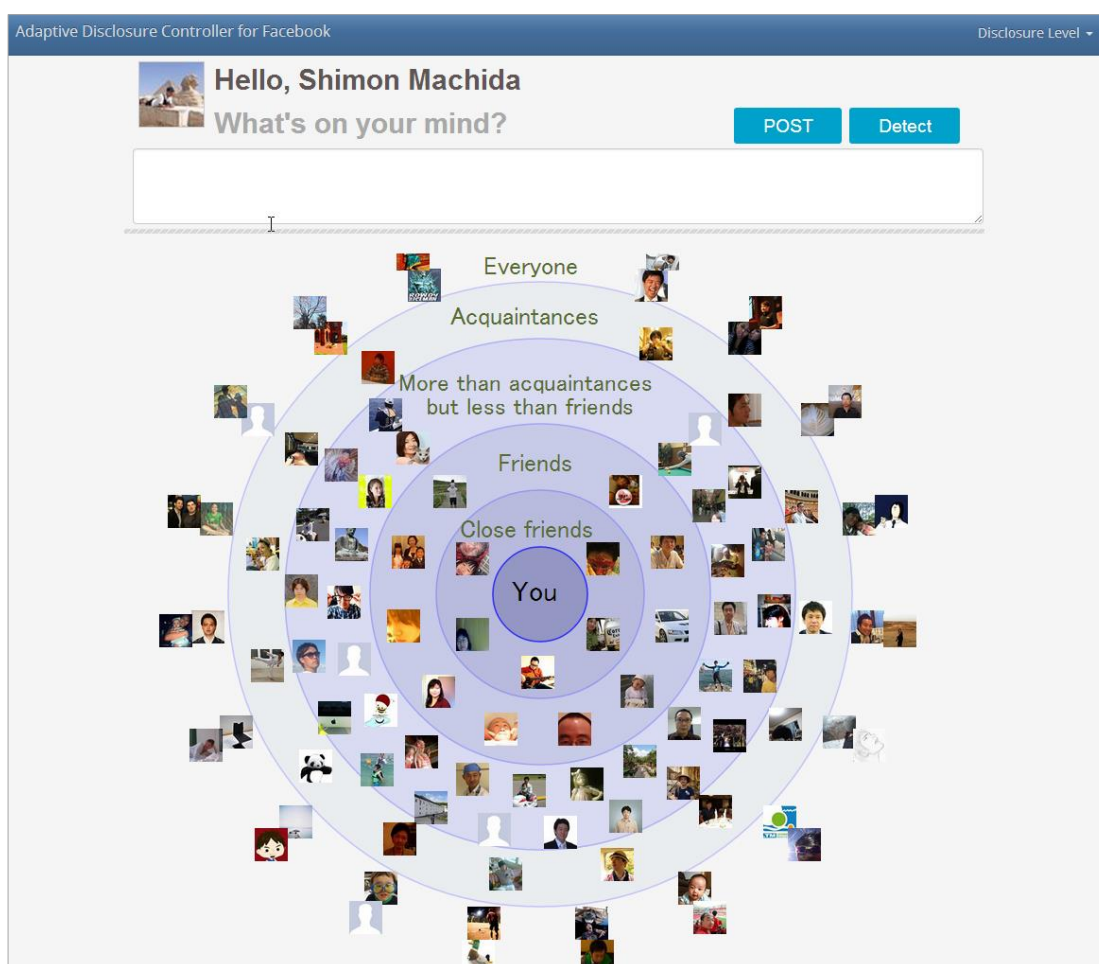 Adaptive Disclosure Controller for Facebook
Disclosure Level
Hello, Shimon Machida
What's on your mind?
POST
Detect
Everyone
Acquaintances
More than acquaintances
but less than friends
Friends
Close friends
You